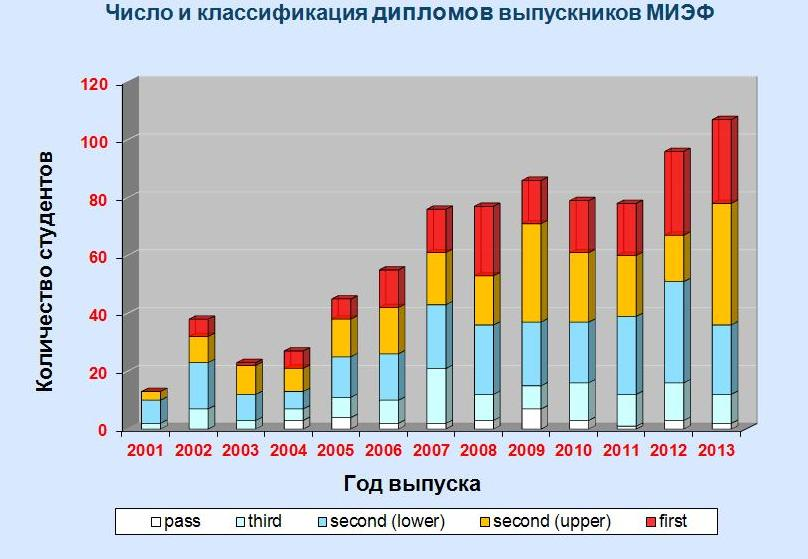 Число и классификация дипломов выпускников МИЭФ
Количество студентов
120
100
80
60
40
20
0
2001 2002 2003 2004 2005 2006 2007 2008 2009 2010 2011 2012 2013
Год выпуска
pass third second (lower) second (upper) first